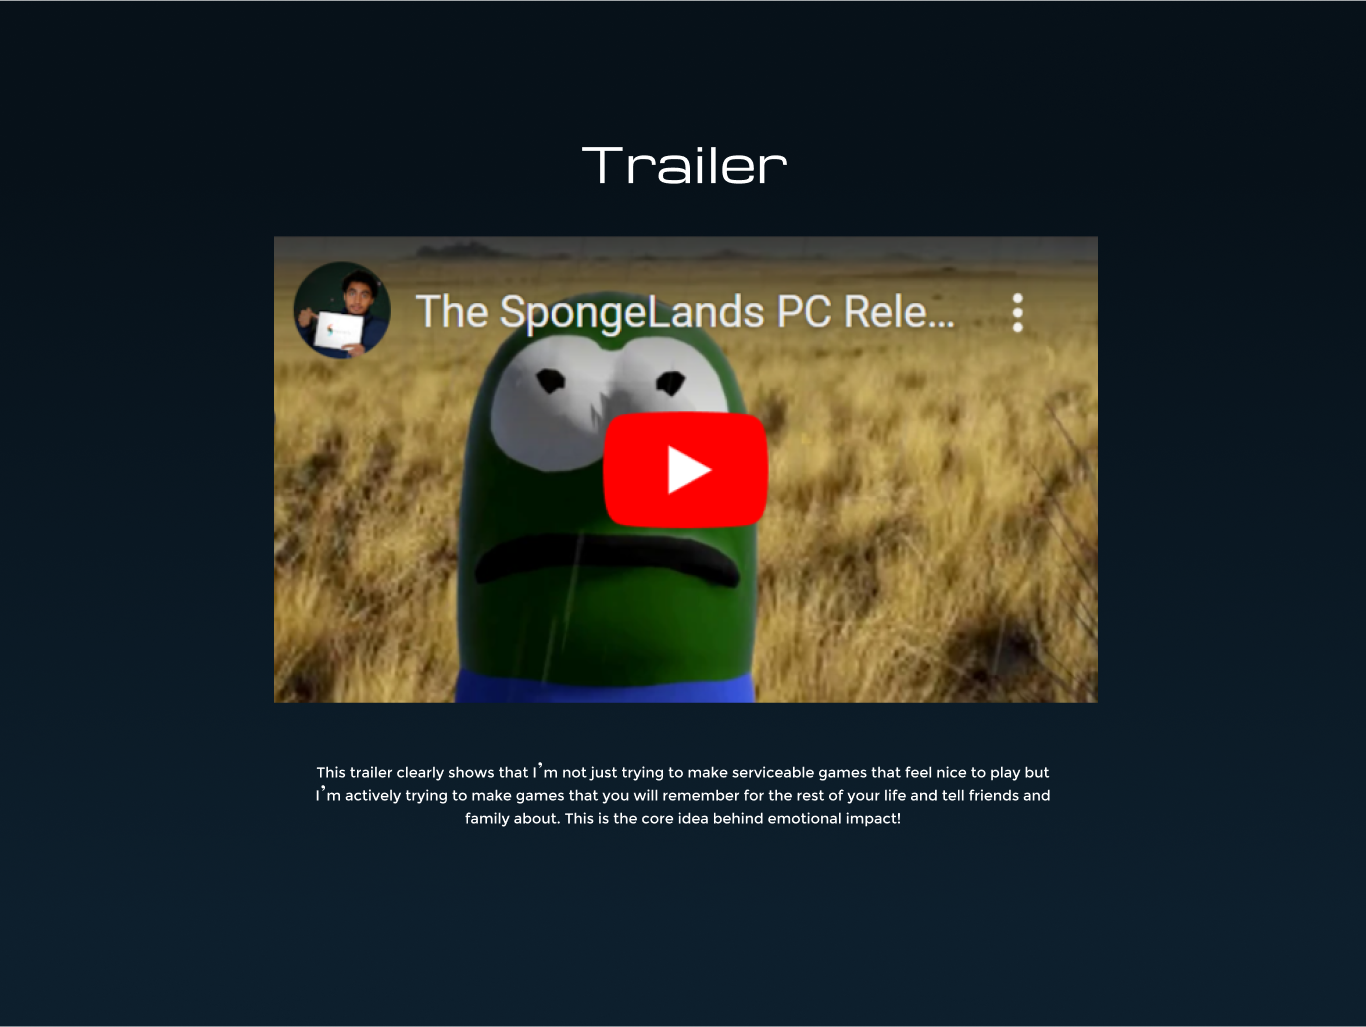 Trailer
The SpongeLands PC Rele...
This trailer clearly shows that I’m not just trying to make serviceable games that feel nice to play but
I’m actively trying to make games that you will remember for the rest of your life and tell friends and
family about. This is the core idea behind emotional impact!